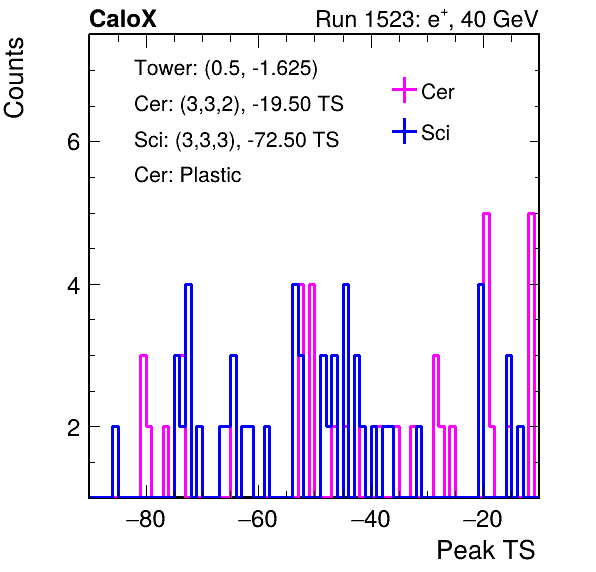 CaloX Run 1523: e⁺, 40 GeV
Counts
Tower: (0.5, -1.625)
Cer: (3,3,2), -19.50 TS
Sci: (3,3,3), -72.50 TS
Cer: Plastic
Cer
Sci
6
4
2
−80 −60 −40 −20
Peak TS